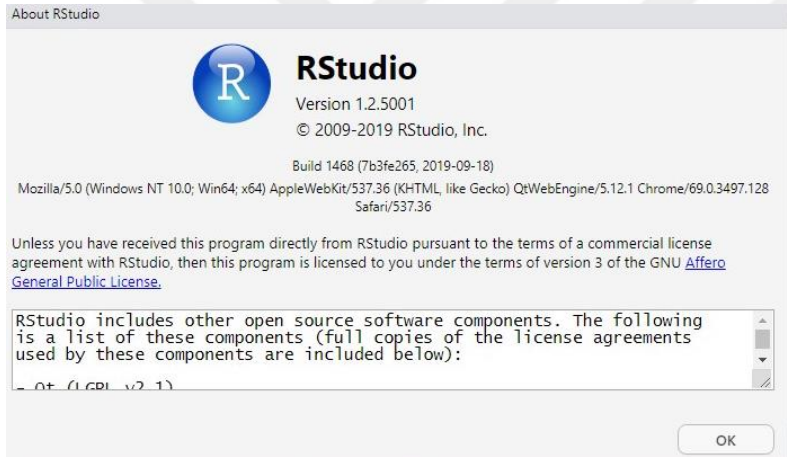 About RStudio
R
RStudio
Version 1.2.5001
© 2009-2019 RStudio, Inc.
Build 1468 (7b3fe265, 2019-09-18)
Mozilla/5.0 (Windows NT 10.0; Win64; x64) AppleWebKit/537.36 (KHTML, like Gecko) QtWebEngine/5.12.1 Chrome/69.0.3497.128
Safari/537.36
Unless you have received this program directly from RStudio pursuant to the terms of a commercial license
agreement with RStudio, then this program is licensed to you under the terms of version 3 of the GNU Affero
General Public License.
RStudio includes other open source software components. The following
is a list of these components (full copies of the license agreements
used by these components are included below):
- Qt (LGPL v2.1)
OK